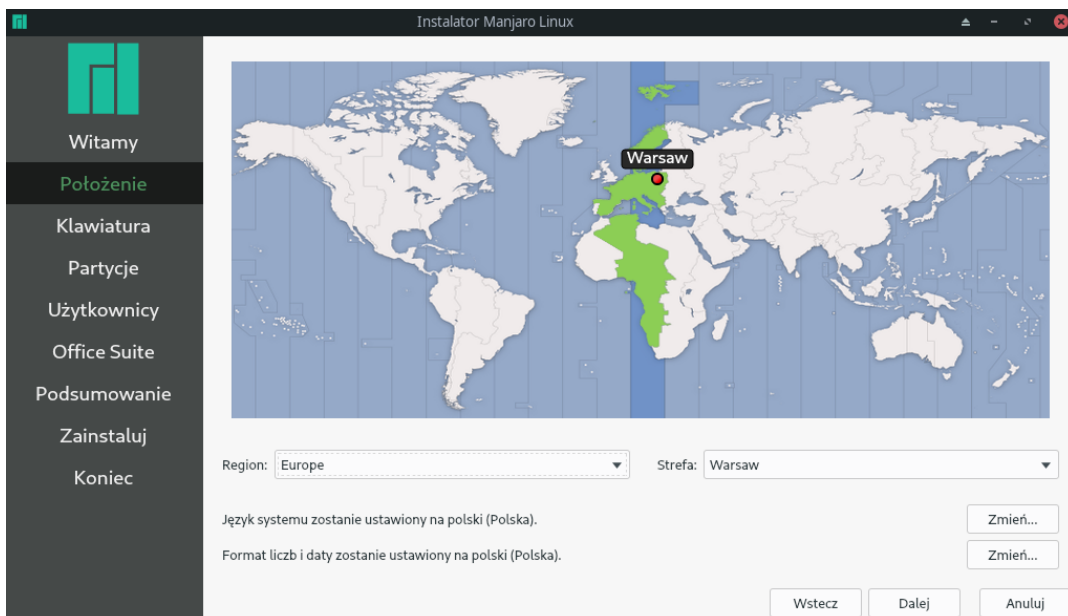 Instalator Manjaro Linux
Witamy
Położenie
Klawiatura
Partycje
Użytkownicy
Office Suite
Podsumowanie
Zainstaluj
Koniec
Warsaw
Region: Europe Strefa: Warsaw
Język systemu zostanie ustawiony na polski (Polska). Zmień...
Format liczb i daty zostanie ustawiony na polski (Polska). Zmień...
Wstecz Dalej Anuluj